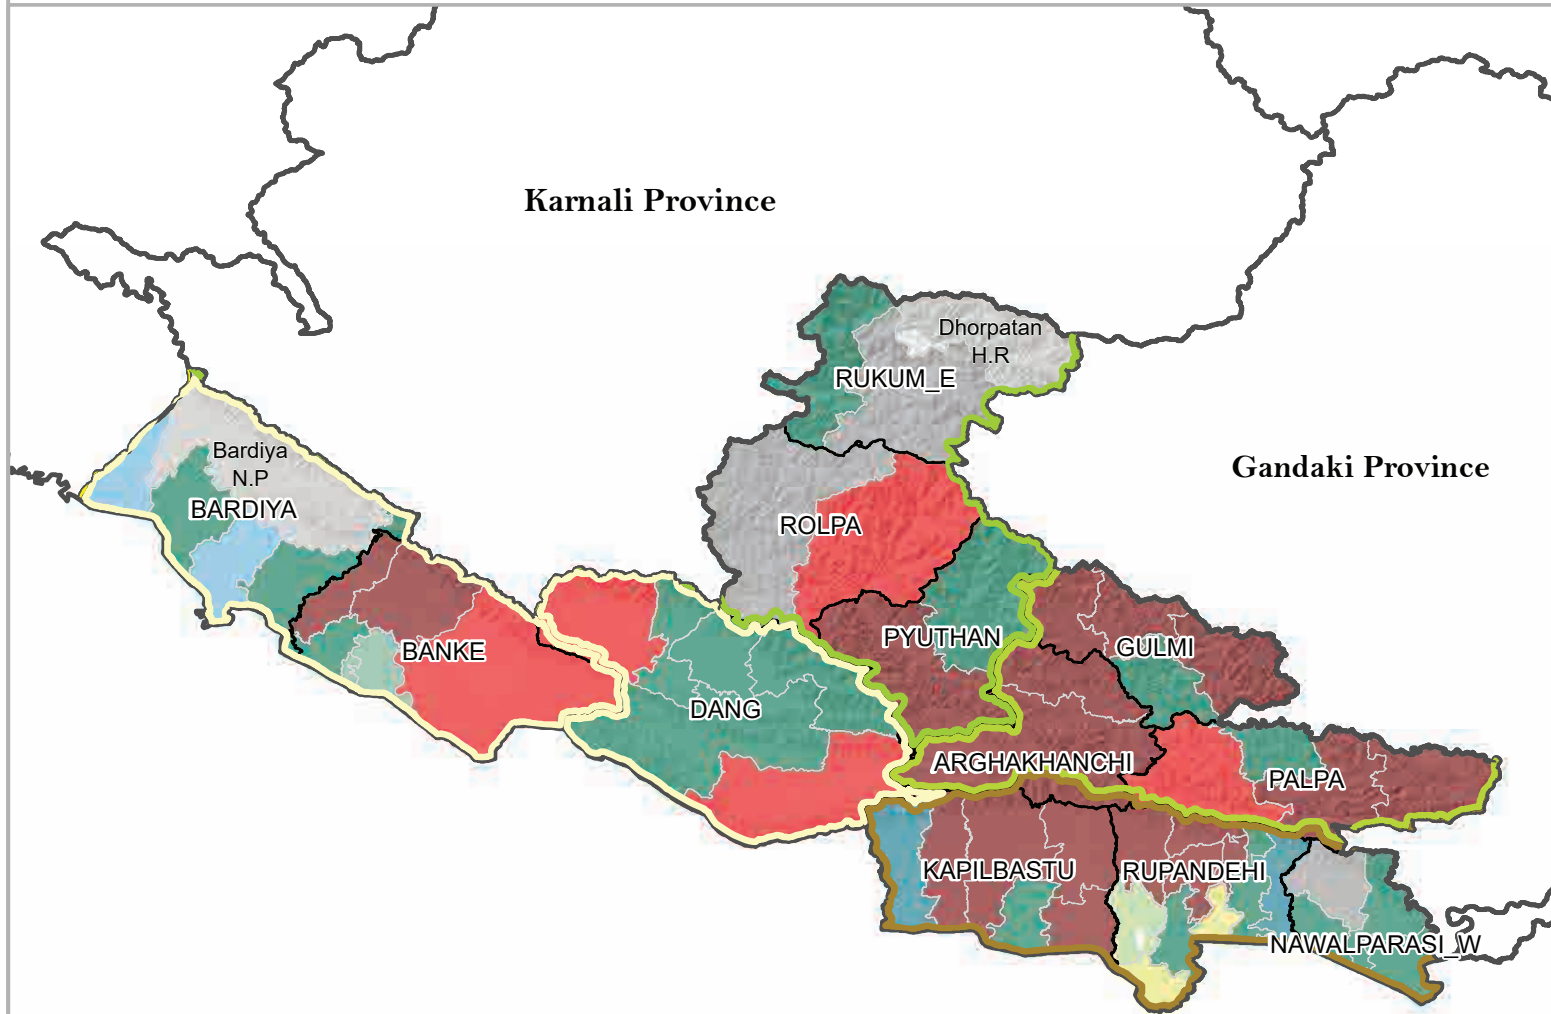 Karnali Province
Dhorpatan
H.R
RUKUM_E
Bardiya
N.P
Gandaki Province
BARDIYA
ROLPA
PYUTHAN
GULMI
BANKE
DANG
ARGHAKHANCHI
PALPA
KAPILBASTU
RUPANDEHI
NAWALPARASI_W